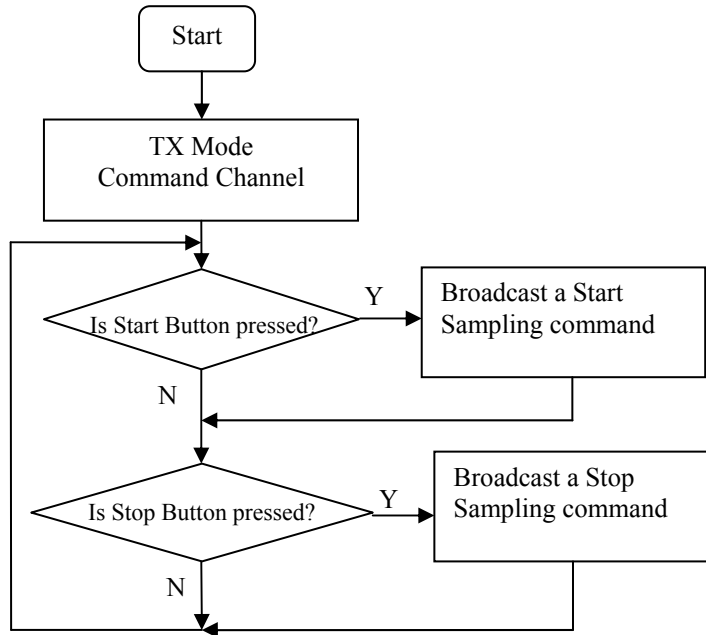 Start
TX Mode
Command Channel
Is Start Button pressed?
Y
Broadcast a Start
Sampling command
N
Is Stop Button pressed?
Y
Broadcast a Stop
Sampling command
N